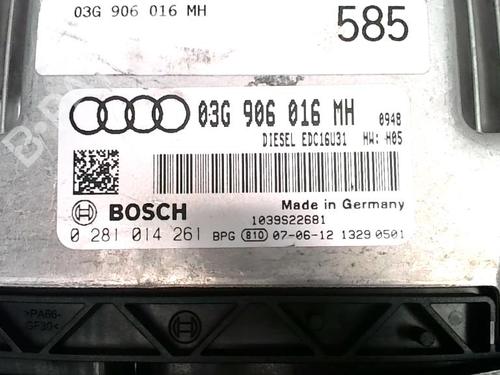 03G 906 016 MH
585
03G 906 016 MH 0948
DIESEL EDC16U31 HW: H05
BOSCH
Made in Germany
1039S22681
0 281 014 261 BPG B10 07-06-12 1329 0501
>PA66-
GF30<